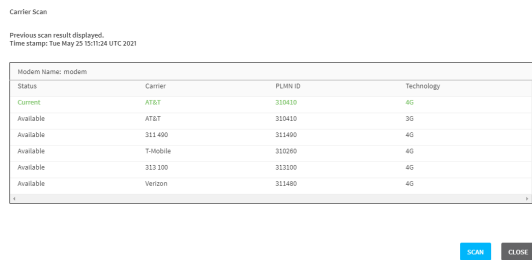 Carrier Scan
Previous scan result displayed.
Time stamp: Tue May 25 15:11:24 UTC 2021
Modem Name: modem
Status Carrier PLMN ID Technology
Current AT&T 310410 4G
Available AT&T 310410 3G
Available 311 490 311490 4G
Available T-Mobile 310260 4G
Available 313 100 313100 4G
Available Verizon 311480 4G
SCAN CLOSE